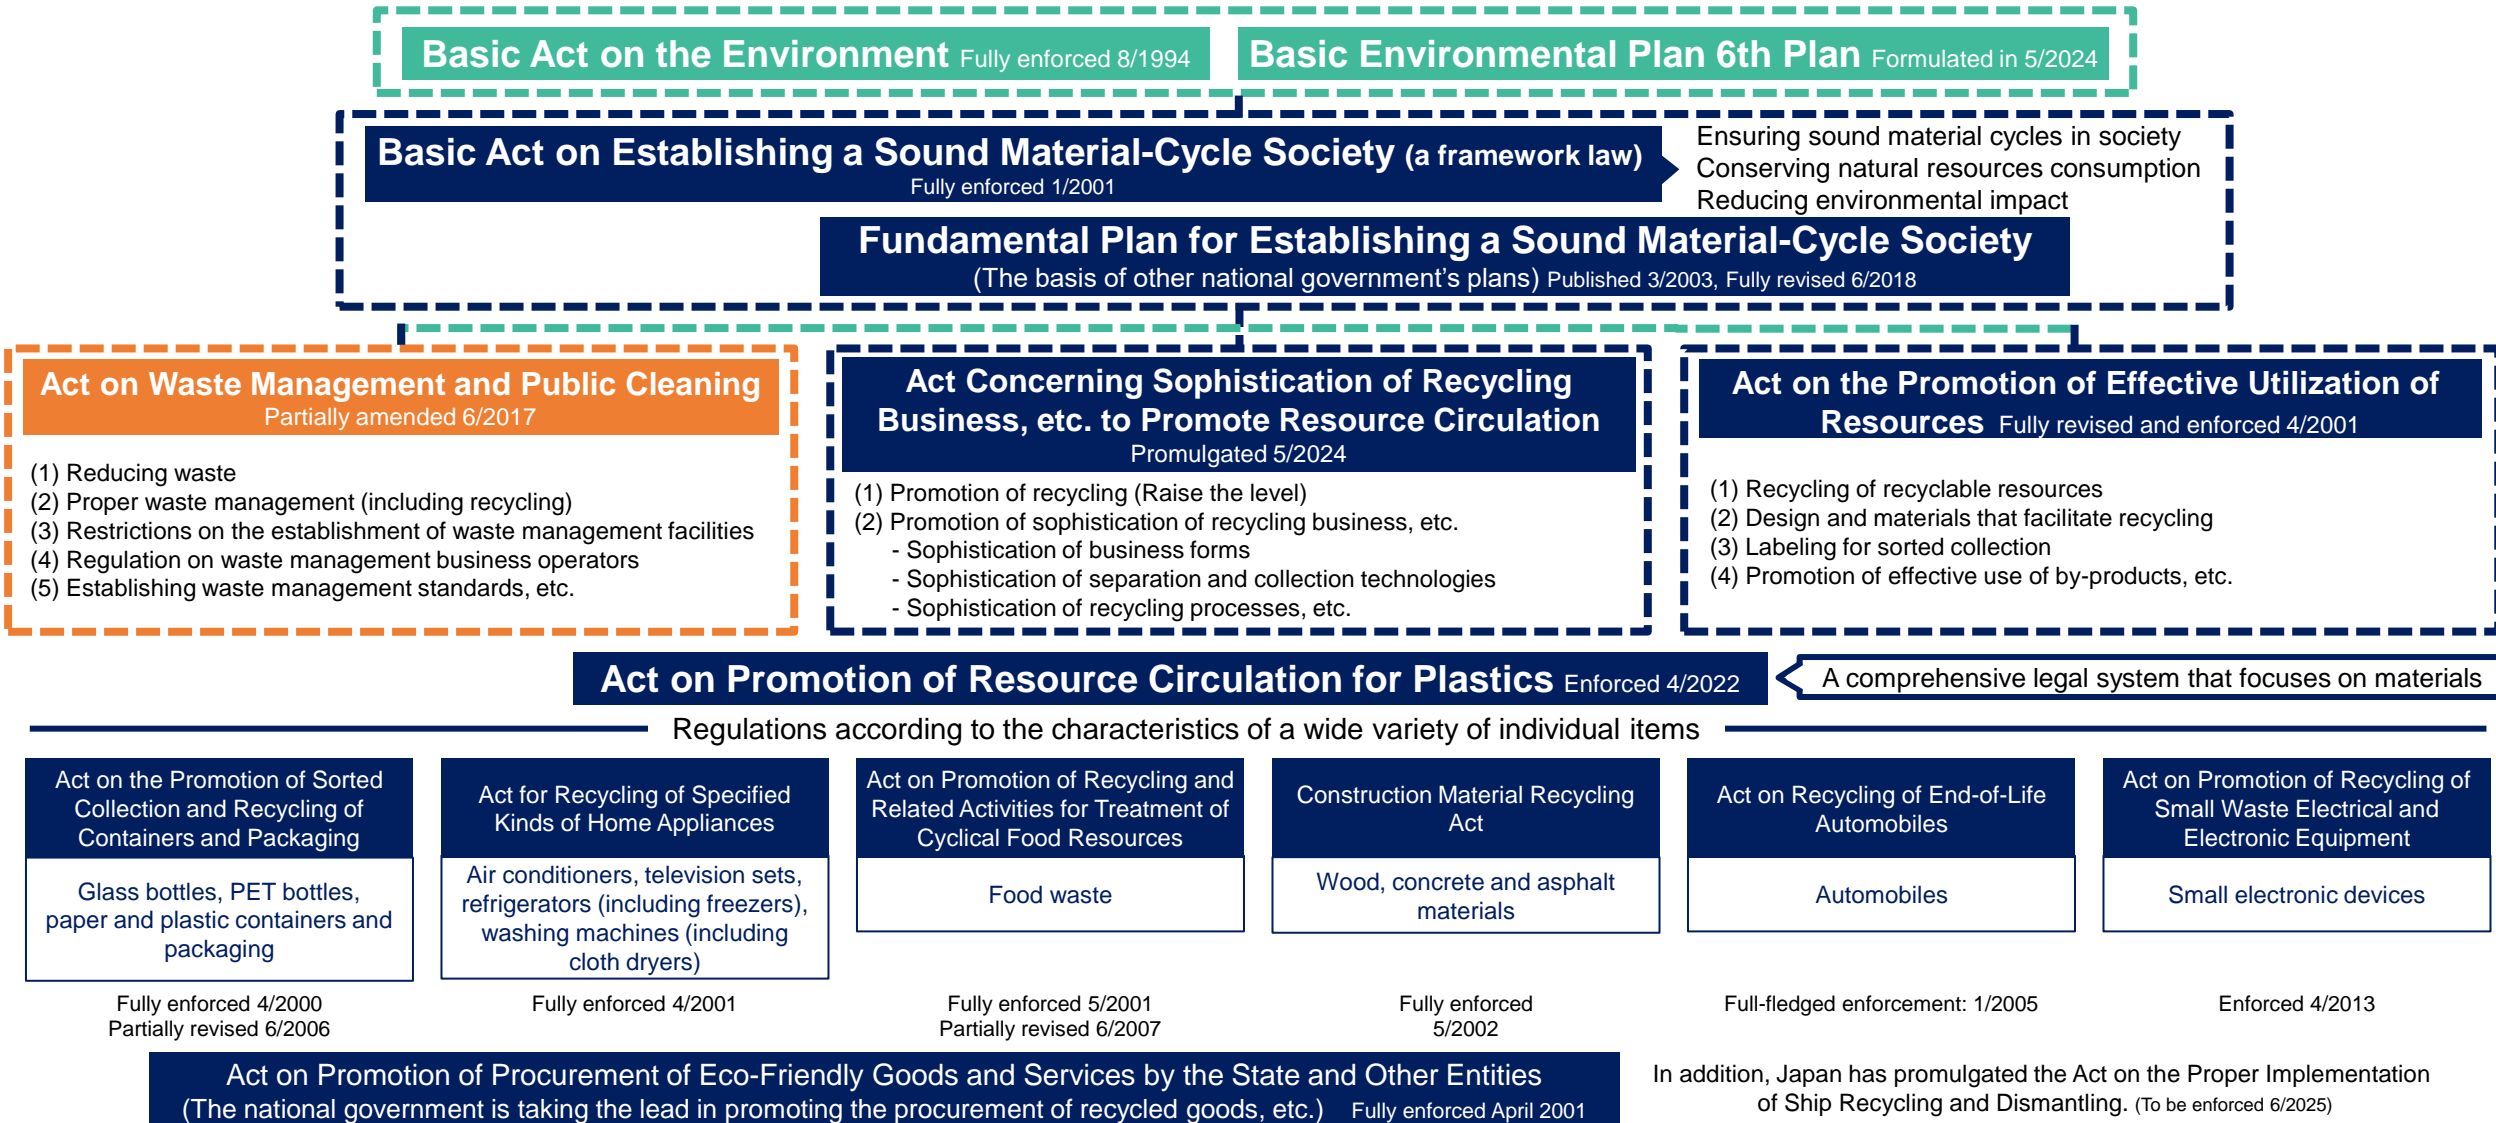 Basic Act on the Environment Fully enforced 8/1994
Basic Environmental Plan 6th Plan Formulated in 5/2024
Basic Act on Establishing a Sound Material-Cycle Society (a framework law)
Fully enforced 1/2001
Ensuring sound material cycles in society
Conserving natural resources consumption
Reducing environmental impact
Fundamental Plan for Establishing a Sound Material-Cycle Society
(The basis of other national government’s plans) Published 3/2003, Fully revised 6/2018
Act on Waste Management and Public Cleaning
Partially amended 6/2017
(1) Reducing waste
(2) Proper waste management (including recycling)
(3) Restrictions on the establishment of waste management facilities
(4) Regulation on waste management business operators
(5) Establishing waste management standards, etc.
Act Concerning Sophistication of Recycling
Business, etc. to Promote Resource Circulation
Promulgated 5/2024
(1) Promotion of recycling (Raise the level)
(2) Promotion of sophistication of recycling business, etc.
- Sophistication of business forms
- Sophistication of separation and collection technologies
- Sophistication of recycling processes, etc.
Act on the Promotion of Effective Utilization of
Resources Fully revised and enforced 4/2001
(1) Recycling of recyclable resources
(2) Design and materials that facilitate recycling
(3) Labeling for sorted collection
(4) Promotion of effective use of by-products, etc.
Act on Promotion of Resource Circulation for Plastics Enforced 4/2022
A comprehensive legal system that focuses on materials
Regulations according to the characteristics of a wide variety of individual items
Act on the Promotion of Sorted
Collection and Recycling of
Containers and Packaging
Glass bottles, PET bottles,
paper and plastic containers and
packaging
Fully enforced 4/2000
Partially revised 6/2006
Act for Recycling of Specified
Kinds of Home Appliances
Air conditioners, television sets,
refrigerators (including freezers),
washing machines (including
cloth dryers)
Fully enforced 4/2001
Act on Promotion of Recycling and
Related Activities for Treatment of
Cyclical Food Resources
Food waste
Fully enforced 5/2001
Partially revised 6/2007
Construction Material Recycling
Act
Wood, concrete and asphalt
materials
Fully enforced
5/2002
Act on Recycling of End-of-Life
Automobiles
Automobiles
Full-fledged enforcement: 1/2005
Act on Promotion of Recycling of
Small Waste Electrical and
Electronic Equipment
Small electronic devices
Enforced 4/2013
Act on Promotion of Procurement of Eco-Friendly Goods and Services by the State and Other Entities
(The national government is taking the lead in promoting the procurement of recycled goods, etc.) Fully enforced April 2001
In addition, Japan has promulgated the Act on the Proper Implementation
of Ship Recycling and Dismantling. (To be enforced 6/2025)